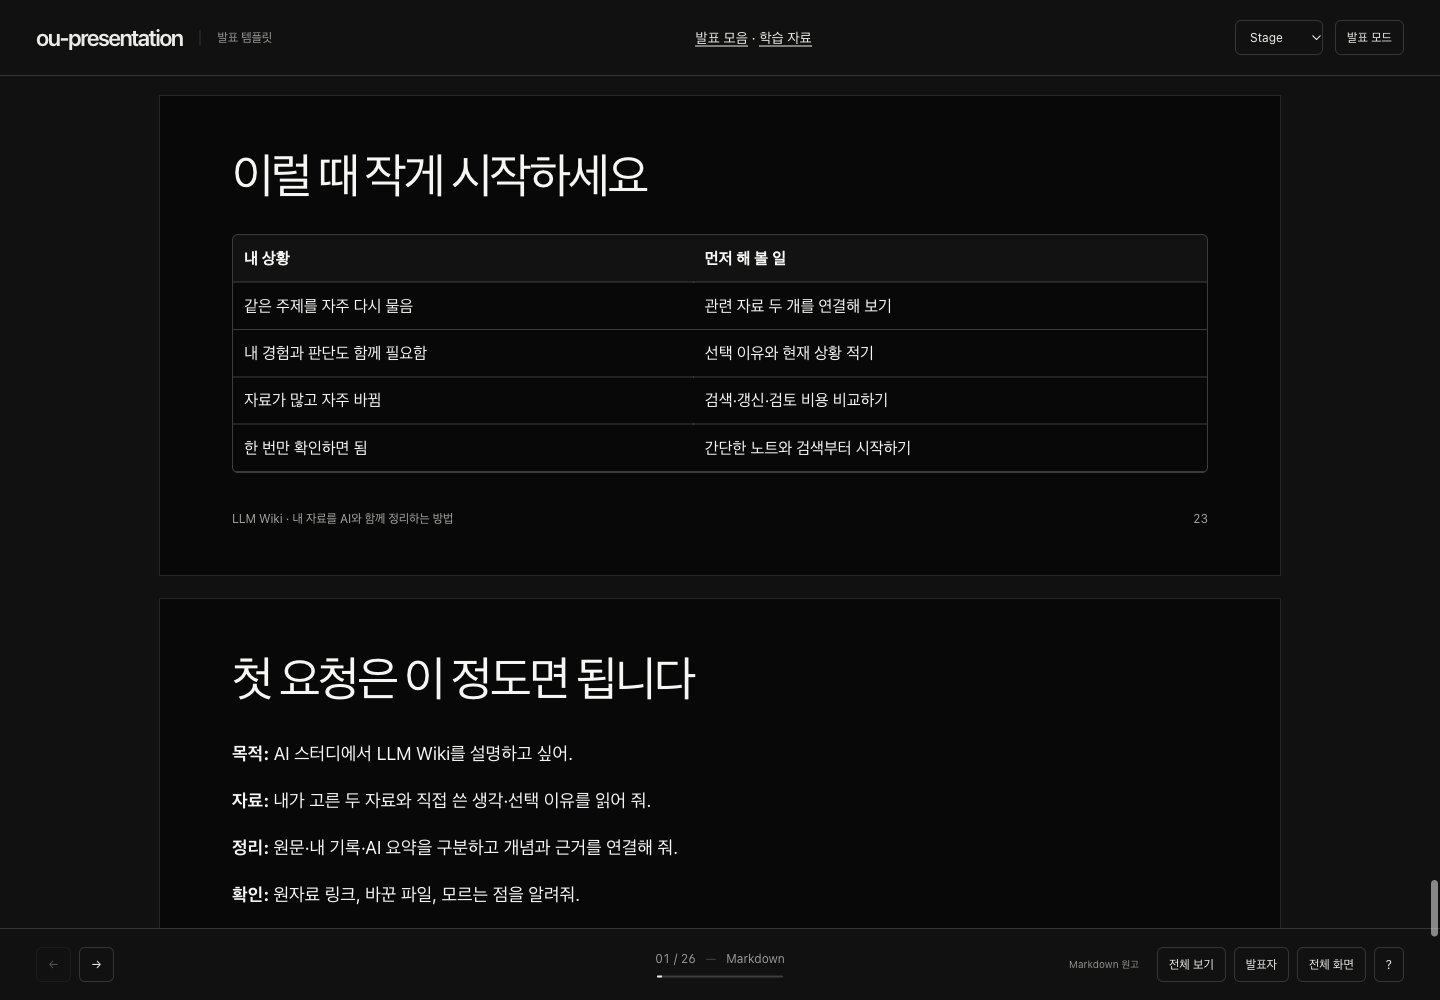 ou-presentation
발표 템플릿
발표 모음 · 학습 자료
Stage
발표 모드
이럴 때 작게 시작하세요
내 상황 먼저 해 볼 일
같은 주제를 자주 다시 물음 관련 자료 두 개를 연결해 보기
내 경험과 판단도 함께 필요함 선택 이유와 현재 상황 적기
자료가 많고 자주 바뀜 검색·갱신·검토 비용 비교하기
한 번만 확인하면 됨 간단한 노트와 검색부터 시작하기
LLM Wiki · 내 자료를 AI와 함께 정리하는 방법 23
첫 요청은 이 정도면 됩니다
목적: AI 스터디에서 LLM Wiki를 설명하고 싶어.
자료: 내가 고른 두 자료와 직접 쓴 생각·선택 이유를 읽어 줘.
정리: 원문·내 기록·AI 요약을 구분하고 개념과 근거를 연결해 줘.
확인: 원자료 링크, 바꾼 파일, 모르는 점을 알려줘.
← →
01 / 26 — Markdown
Markdown 원고
전체 보기
발표자
전체 화면
?